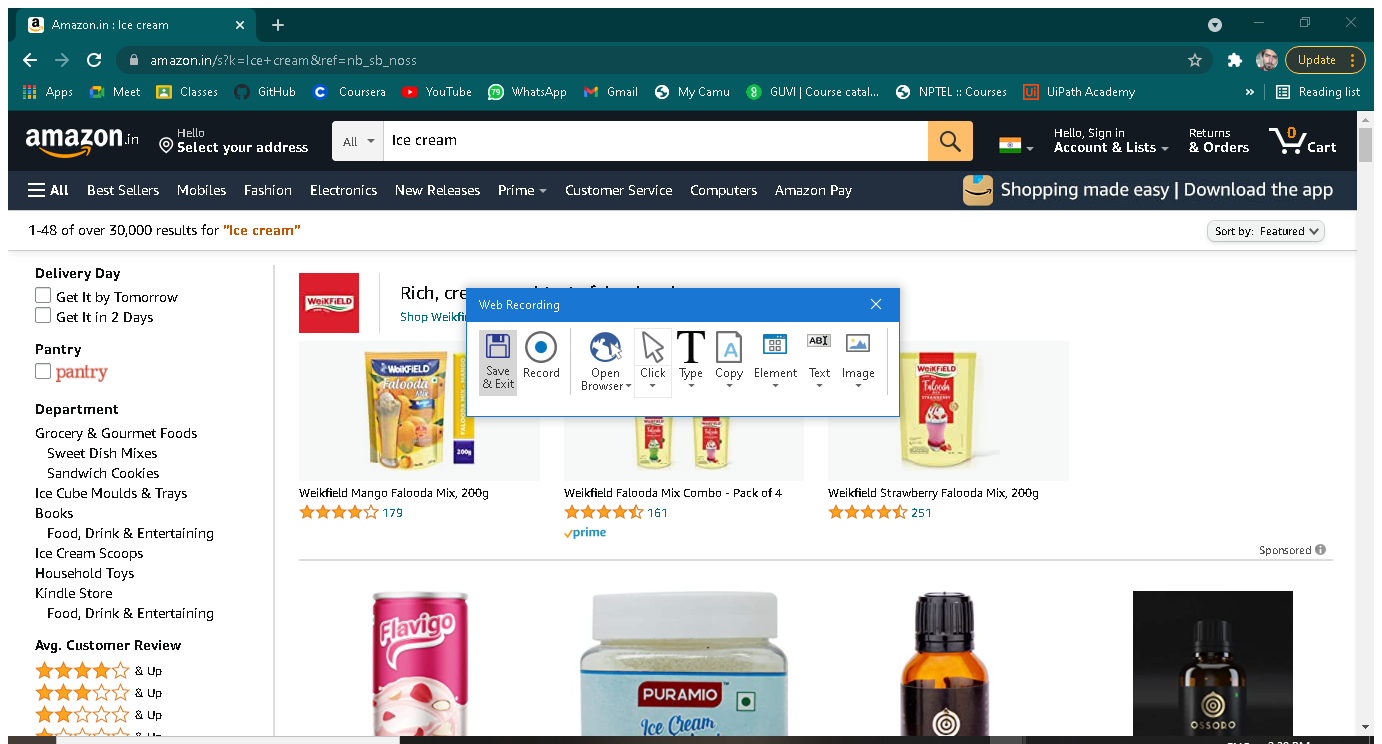 Amazon.in : Ice cream
amazon.in/s?k=Ice+cream&ref=nb_sb_noss
Update
Apps Meet Classes GitHub Coursera YouTube WhatsApp Gmail My Camu GUVI | Course catal... NPTEL :: Courses UiPath Academy » Reading list
amazon.in
Hello
Select your address
All Ice cream
Hello, Sign in
Account & Lists
Returns
& Orders
0
Cart
All Best Sellers Mobiles Fashion Electronics New Releases Prime Customer Service Computers Amazon Pay Shopping made easy | Download the app
1-48 of over 30,000 results for "Ice cream"
Sort by: Featured
Delivery Day
Get It by Tomorrow
Get It in 2 Days
Pantry
pantry
Department
Grocery & Gourmet Foods
Sweet Dish Mixes
Sandwich Cookies
Ice Cube Moulds & Trays
Books
Food, Drink & Entertaining
Ice Cream Scoops
Household Toys
Kindle Store
Food, Drink & Entertaining
Avg. Customer Review
& Up
& Up
& Up
WeiKFiELD
Rich,
Shop
Web Recording
Save & Exit
Record
Open Browser
Click
Type
Copy
Element
Text
Image
WeiKFiELD
Falooda
Mix
200g
WeiKFiELD
Falooda
MIX
STRAWBERRY
Weikfield Mango Falooda Mix, 200g
179
Weikfield Falooda Mix Combo - Pack of 4
161
prime
Weikfield Strawberry Falooda Mix, 200g
251
Sponsored
Flavigo
PURAMIO
Ice Cream
OSSORO